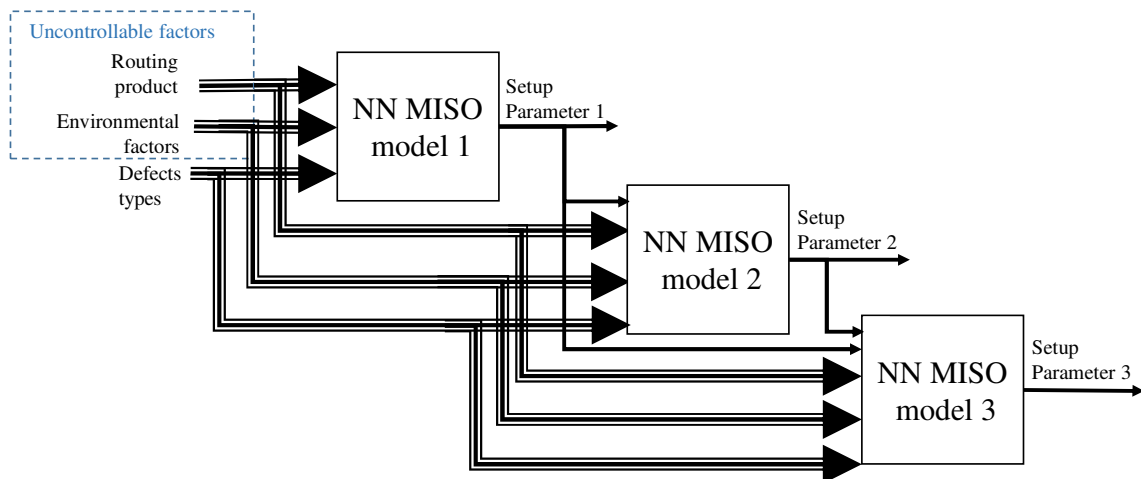 Uncontrollable factors
Routing
product
Environmental
factors
Defects
types
NN MISO
model 1
Setup
Parameter 1
NN MISO
model 2
Setup
Parameter 2
NN MISO
model 3
Setup
Parameter 3